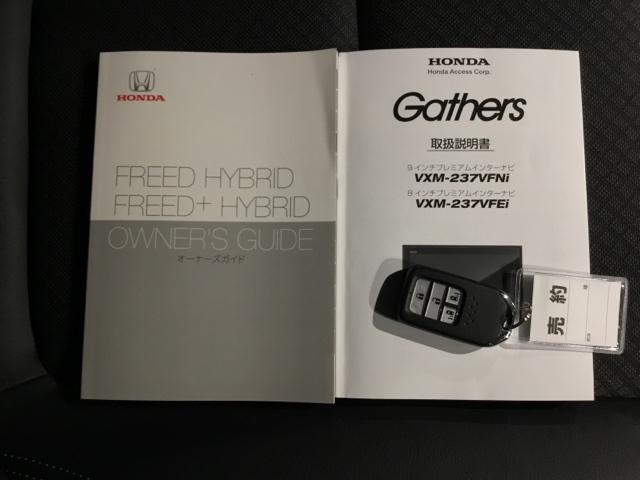 HONDA
FREED HYBRID
FREED+ HYBRID
OWNER'S GUIDE
オーナーズガイド
HONDA
Honda Access Corp.
Gathers
取扱説明書
9インチプレミアムインターナビ
VXM-237VFNi
8インチプレミアムインターナビ
VXM-237VFEi
売約
様